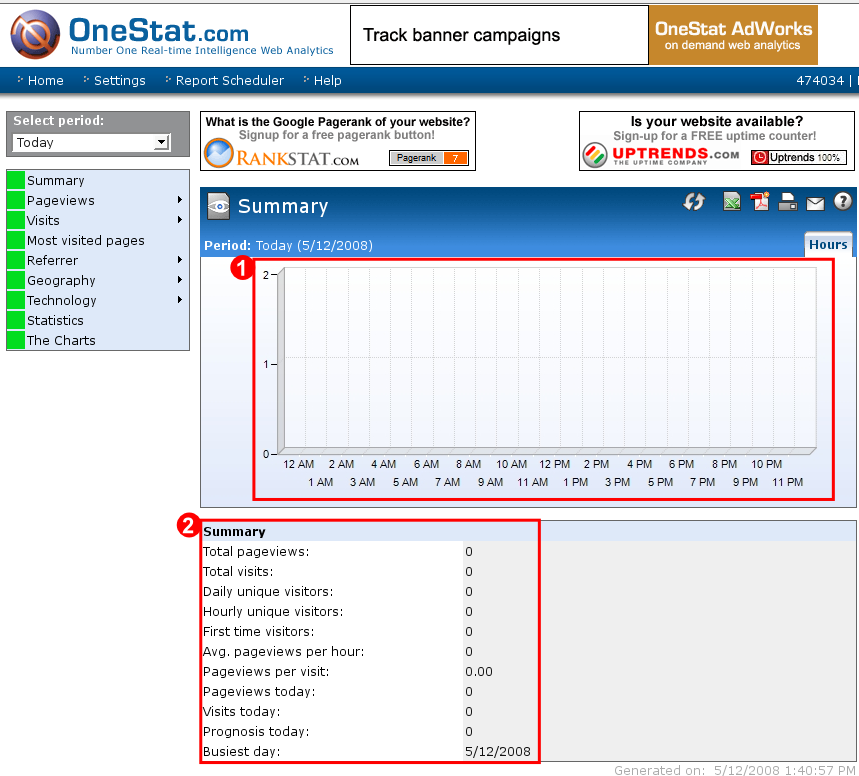 OneStat.com
Number One Real-time Intelligence Web Analytics
Track banner campaigns
OneStat AdWorks
on demand web analytics
Home Settings Report Scheduler Help 474034 |
Select period:
Today
What is the Google Pagerank of your website?
Signup for a free pagerank button!
RANKSTAT.COM
Pagerank 7
Is your website available?
Sign-up for a FREE uptime counter!
UPTRENDS.COM
THE UPTIME COMPANY
Uptrends 100%
Summary
Pageviews
Visits
Most visited pages
Referrer
Geography
Technology
Statistics
The Charts
Summary
Period: Today (5/12/2008)
Hours
1
2
1
0
12 AM 2 AM 4 AM 6 AM 8 AM 10 AM 12 PM 2 PM 4 PM 6 PM 8 PM 10 PM
1 AM 3 AM 5 AM 7 AM 9 AM 11 AM 1 PM 3 PM 5 PM 7 PM 9 PM 11 PM
2
Summary
Total pageviews: 0
Total visits: 0
Daily unique visitors: 0
Hourly unique visitors: 0
First time visitors: 0
Avg. pageviews per hour: 0
Pageviews per visit: 0.00
Pageviews today: 0
Visits today: 0
Prognosis today: 0
Busiest day: 5/12/2008
Generated on: 5/12/2008 1:40:57 PM